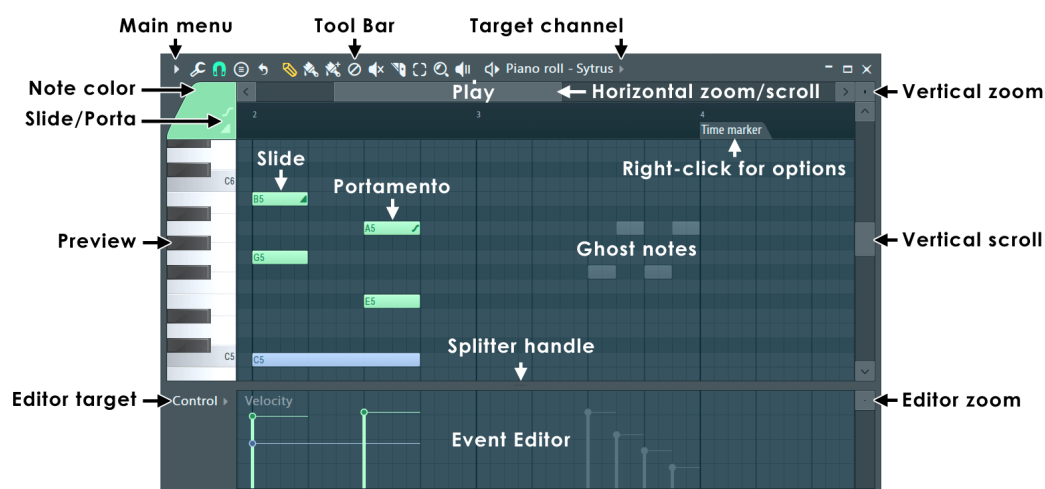 Main menu
Tool Bar
Target channel
Piano roll - Sytrus
Note color
Play
Horizontal zoom/scroll
Vertical zoom
Slide/Porta
2
3
4
Time marker
Slide
Right-click for options
C6
Portamento
B5
A5
Preview
Ghost notes
Vertical scroll
G5
E5
Splitter handle
C5
C5
Editor target
Control
Velocity
Editor zoom
Event Editor